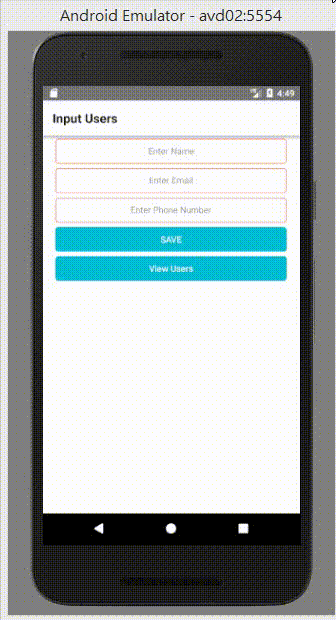 Android Emulator - avd02:5554
4:49
Input Users
Enter Name
Enter Email
Enter Phone Number
SAVE
View Users